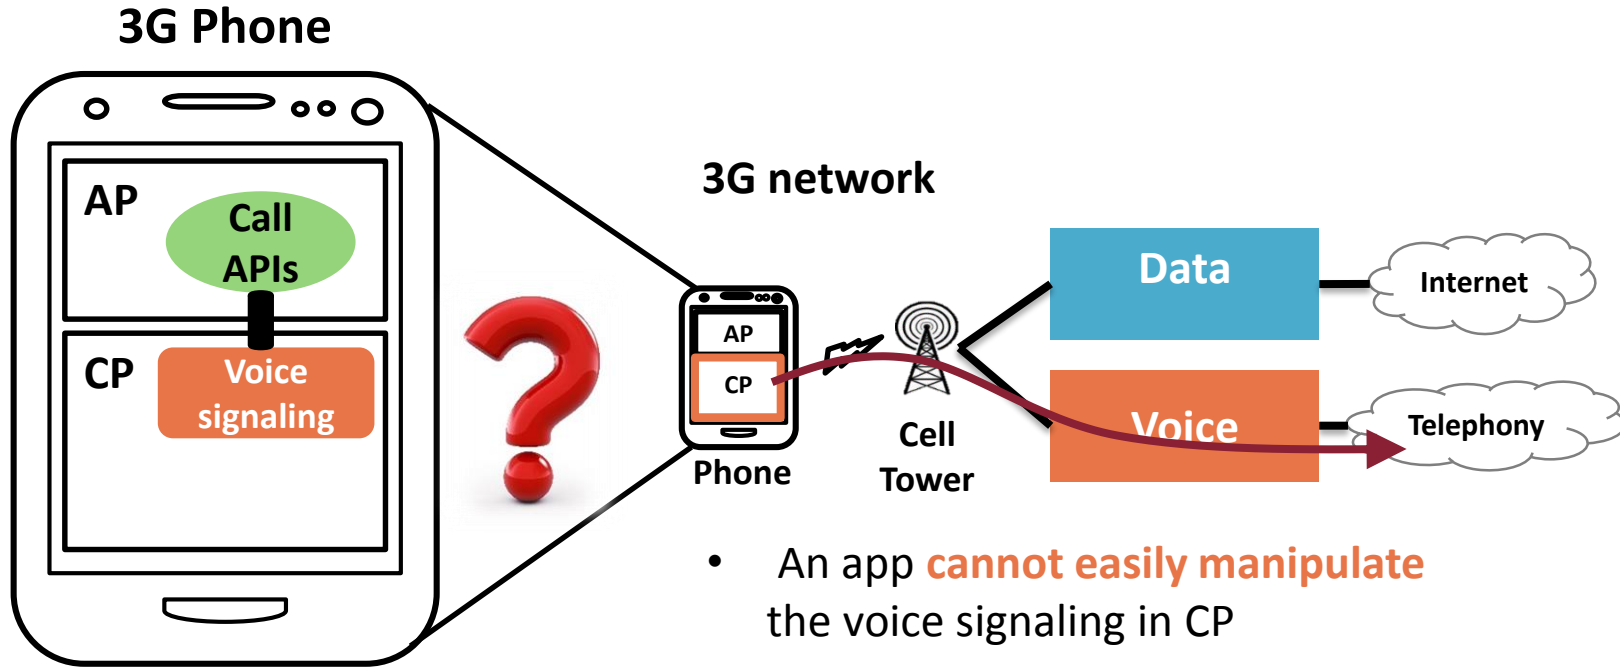 3G Phone
AP
Call
APIs
CP
Voice
signaling
3G network
AP
CP
Phone
Cell
Tower
Data
Voice
Internet
Telephony
• An app cannot easily manipulate
the voice signaling in CP